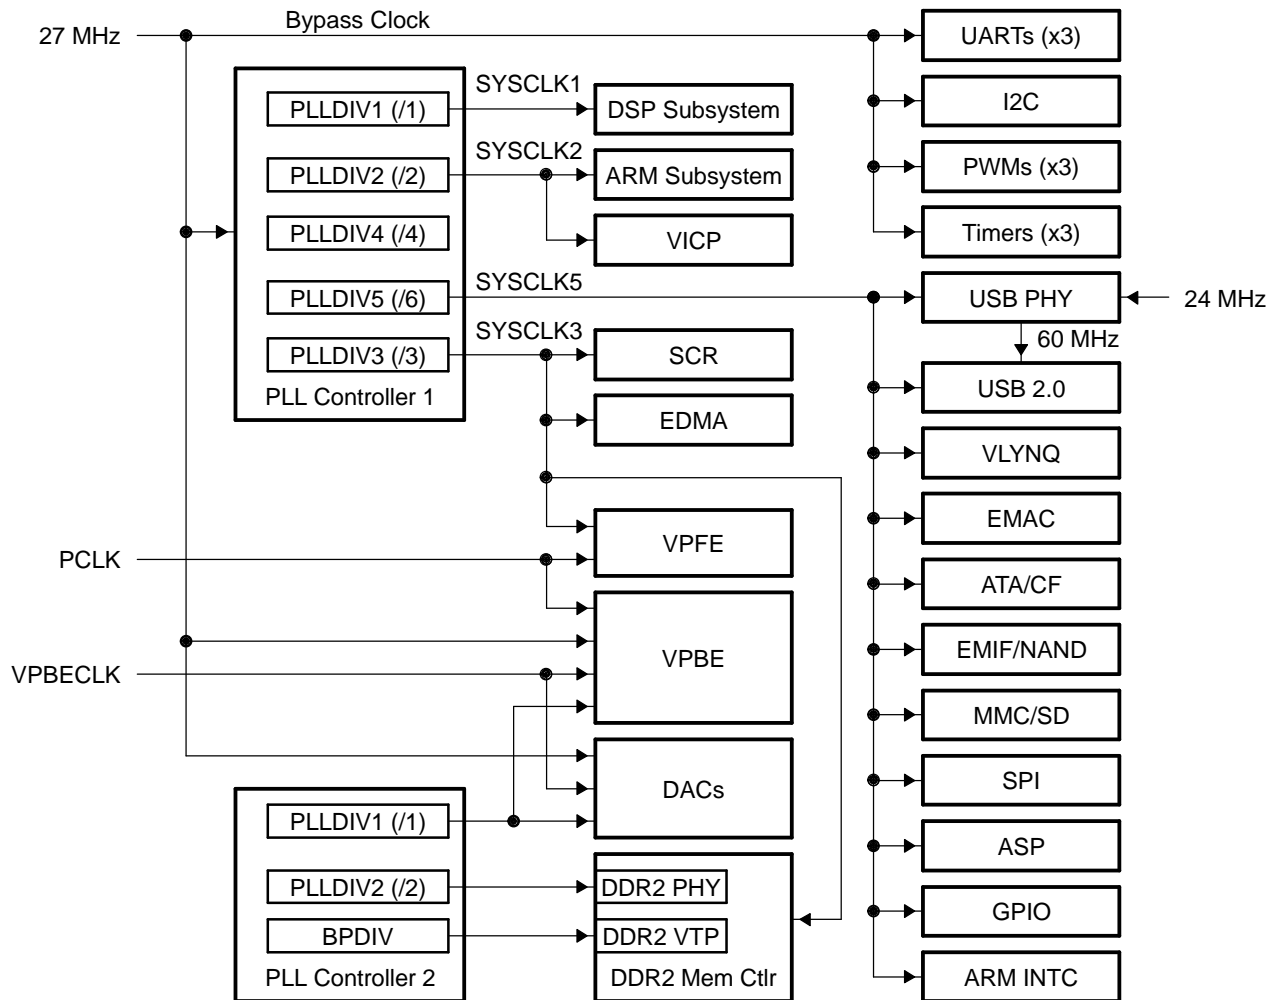 27 MHz
Bypass Clock
PLLDIV1 (/1)
SYSCLK1
DSP Subsystem
PLLDIV2 (/2)
SYSCLK2
ARM Subsystem
VICP
PLLDIV4 (/4)
PLLDIV5 (/6)
SYSCLK5
PLLDIV3 (/3)
SYSCLK3
SCR
PLL Controller 1
EDMA
PCLK
VPFE
VPBECLK
VPBE
DACs
PLLDIV1 (/1)
PLLDIV2 (/2)
DDR2 PHY
BPDIV
DDR2 VTP
PLL Controller 2
DDR2 Mem Ctlr
UARTs (x3)
I2C
PWMs (x3)
Timers (x3)
USB PHY
24 MHz
60 MHz
USB 2.0
VLYNQ
EMAC
ATA/CF
EMIF/NAND
MMC/SD
SPI
ASP
GPIO
ARM INTC